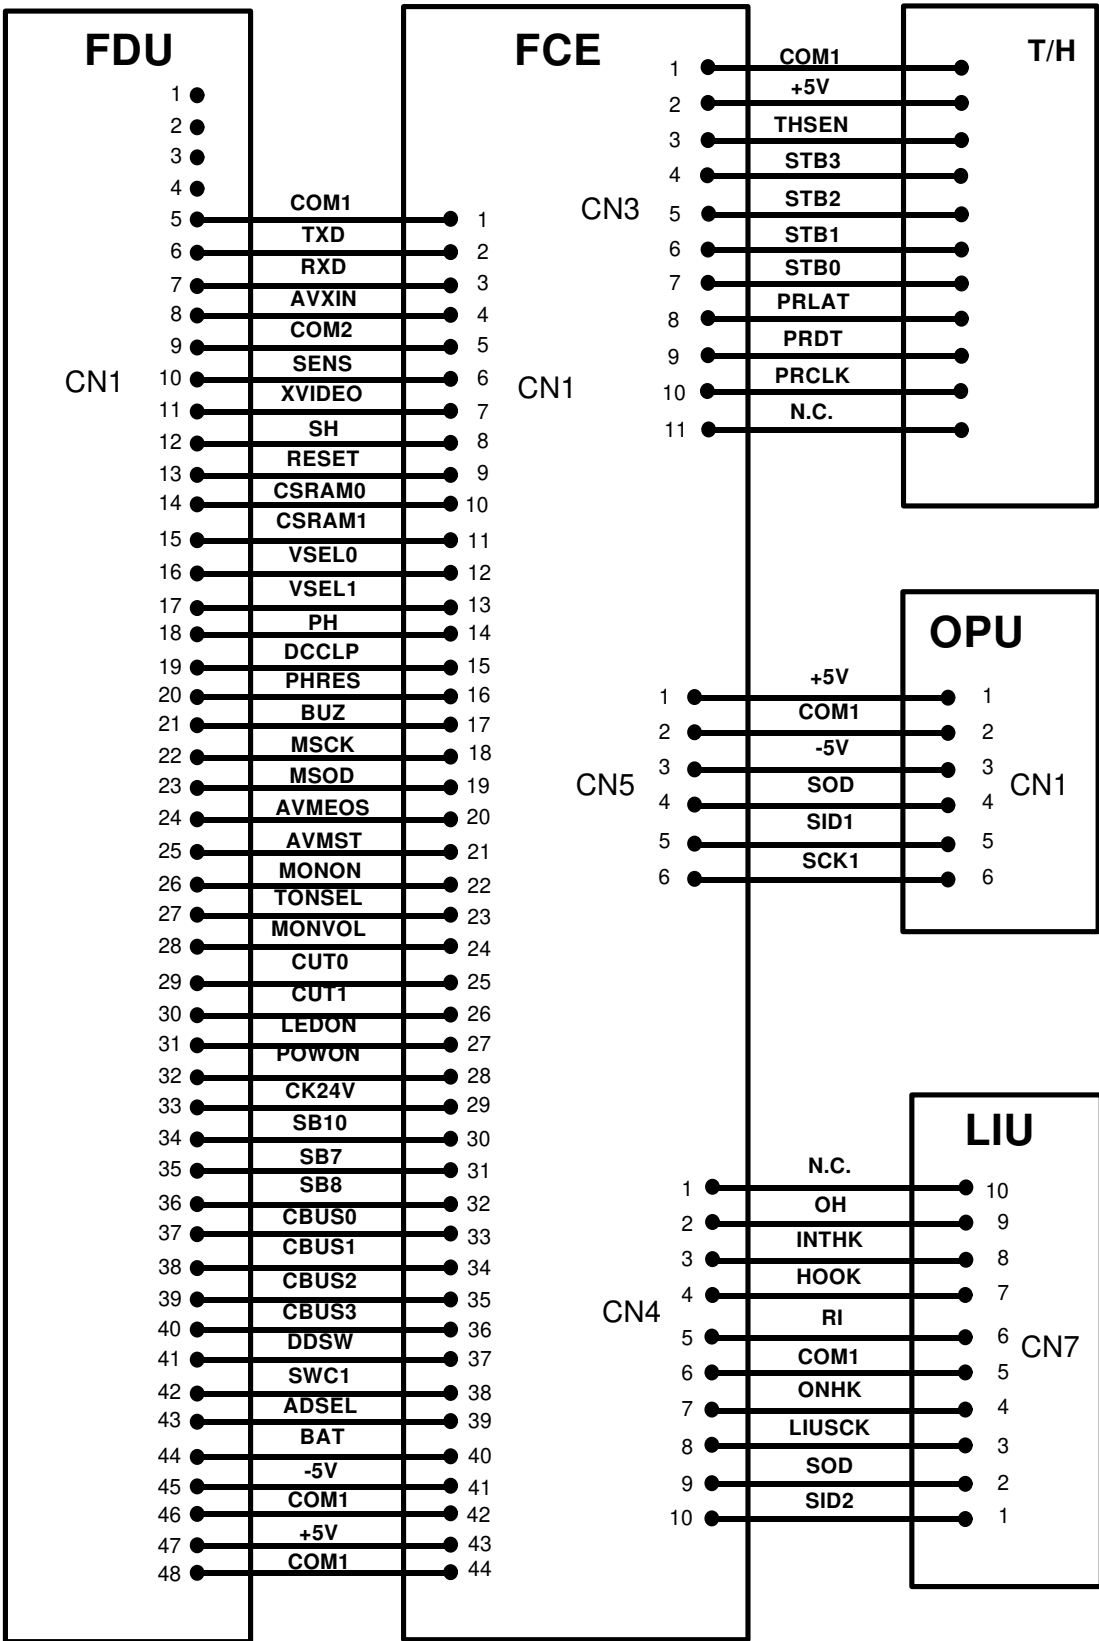 FDU
FCE
T/H
1
2
3
4
5 COM1 1
6 TXD 2
7 RXD 3
8 AVXIN 4
9 COM2 5
10 SENS 6
11 XVIDEO 7
12 SH 8
13 RESET 9
14 CSRAM0 10
15 CSRAM1 11
16 VSEL0 12
17 VSEL1 13
18 PH 14
19 DCCLP 15
20 PHRES 16
21 BUZ 17
22 MSCK 18
23 MSOD 19
24 AVMEOS 20
25 AVMST 21
26 MONON 22
27 TONSEL 23
28 MONVOL 24
29 CUT0 25
30 CUT1 26
31 LEDON 27
32 POWON 28
33 CK24V 29
34 SB10 30
35 SB7 31
36 SB8 32
37 CBUS0 33
38 CBUS1 34
39 CBUS2 35
40 CBUS3 36
41 DDSW 37
42 SWC1 38
43 ADSEL 39
44 BAT 40
45 -5V 41
46 COM1 42
47 +5V 43
48 COM1 44
CN1
CN1
CN3
1 COM1
2 +5V
3 THSEN
4 STB3
5 STB2
6 STB1
7 STB0
8 PRLAT
9 PRDT
10 PRCLK
11 N.C.
OPU
CN5
1 +5V 1
2 COM1 2
3 -5V 3
4 SOD 4
5 SID1 5
6 SCK1 6
CN1
LIU
CN4
1 N.C. 10
2 OH 9
3 INTHK 8
4 HOOK 7
5 RI 6
6 COM1 5
7 ONHK 4
8 LIUSCK 3
9 SOD 2
10 SID2 1
CN7